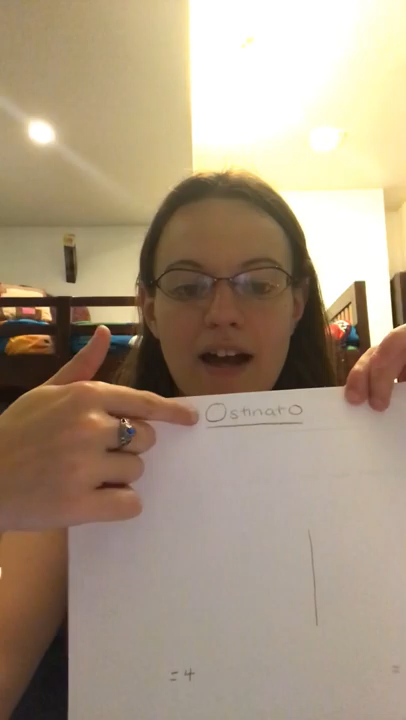 Ostinato
= 4
=